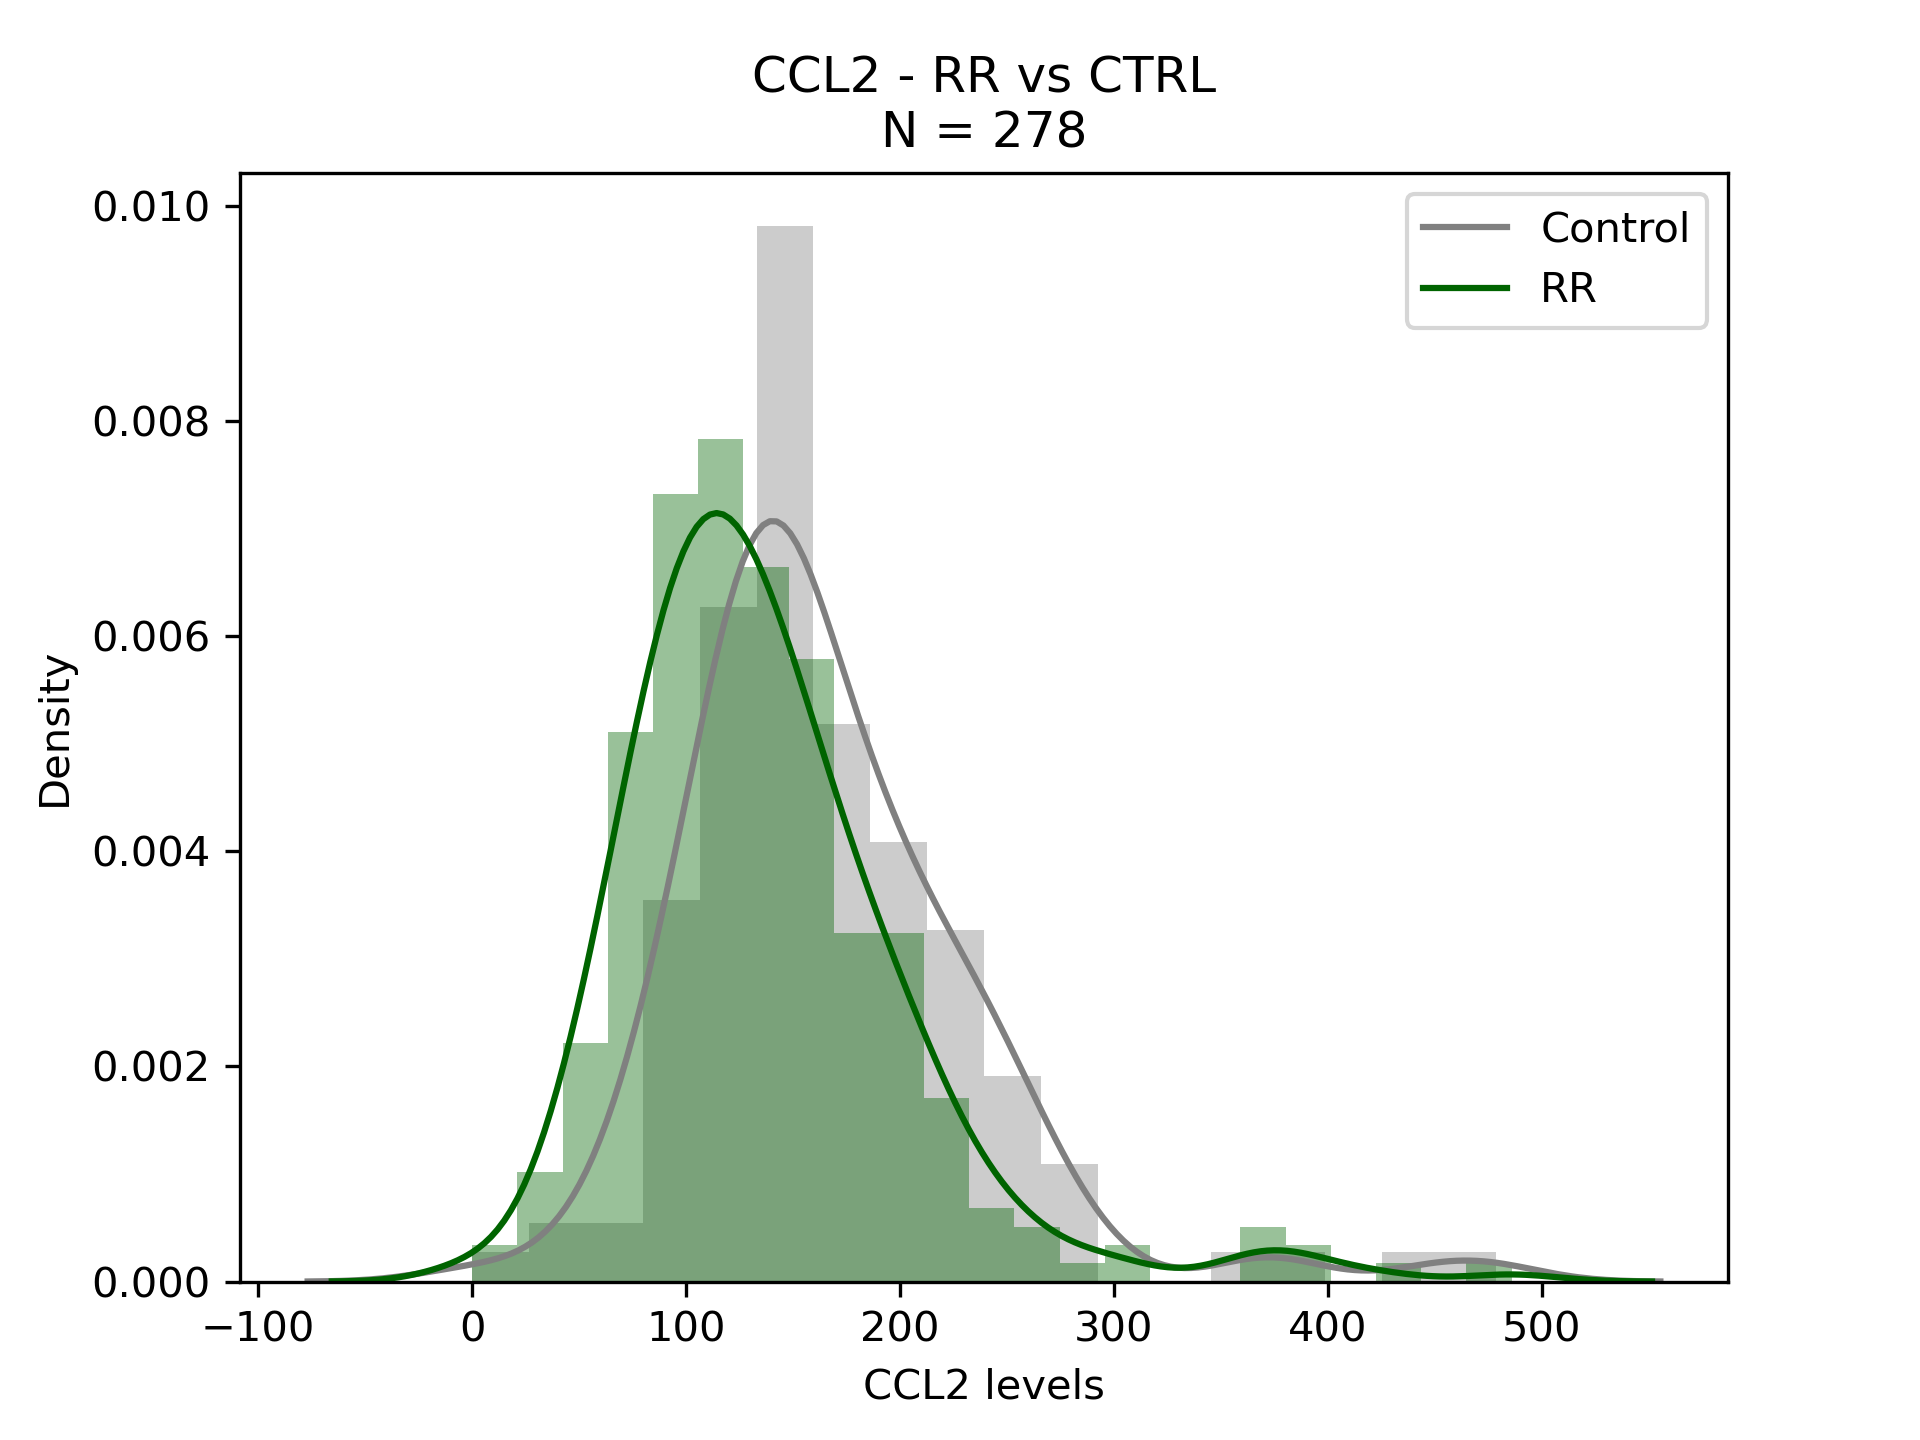 CCL2 - RR vs CTRL
N = 278
Control
RR
0.010
0.008
0.006
0.004
0.002
0.000
Density
−100 0 100 200 300 400 500
CCL2 levels